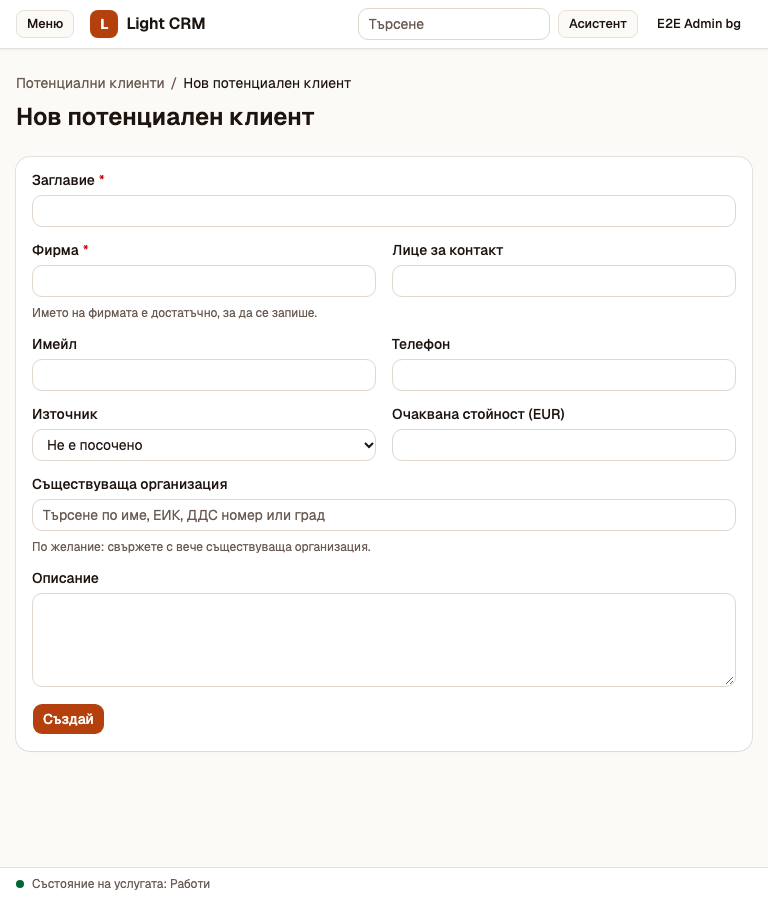 Меню
L
Light CRM
Търсене
Асистент
E2E Admin bg
Потенциални клиенти / Нов потенциален клиент
Нов потенциален клиент
Заглавие *
Фирма *
Лице за контакт
Името на фирмата е достатъчно, за да се запише.
Имейл
Телефон
Източник
Очаквана стойност (EUR)
Не е посочено
Съществуваща организация
Търсене по име, ЕИК, ДДС номер или град
По желание: свържете с вече съществуваща организация.
Описание
Създай
Състояние на услугата: Работи